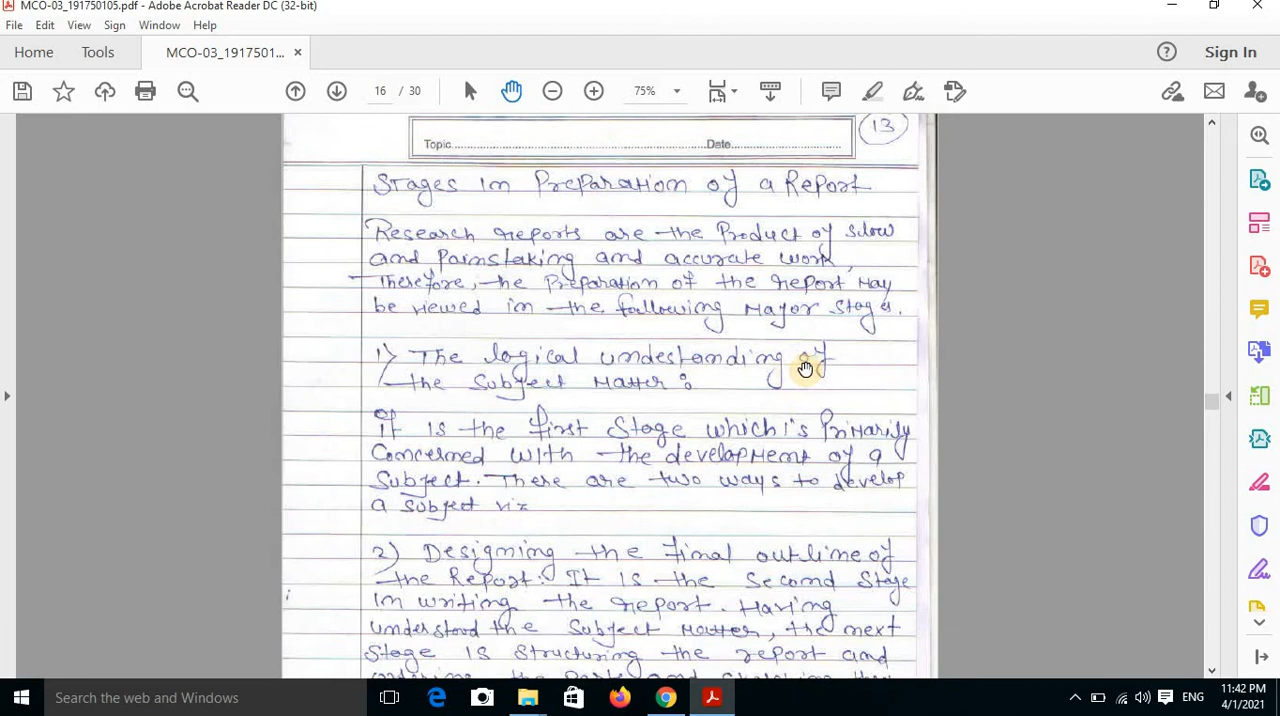 MCO-03_191750105.pdf - Adobe Acrobat Reader DC (32-bit)
File Edit View Sign Window Help
Home Tools MCO-03_1917501... × Sign In
16 / 30 75%
Topic Date 13
Stages in Preparation of a Report
Research reports are the Product of slow
and Painstaking and accurate work,
Therefore, the Preparation of the report May
be viewed in the following Major Stages.
1) The logical undestanding of
the Subject Matter:
It is the first Stage which is Primarily
Concerned with the development of a
Subject. There are two ways to develop
a subject viz
2) Designing the final outline of
the Report: It is the Second Stage
in writing the report. Having
understood the Subject Matter, the next
Stage is structuring the report and
Search the web and Windows
ENG
11:42 PM
4/1/2021